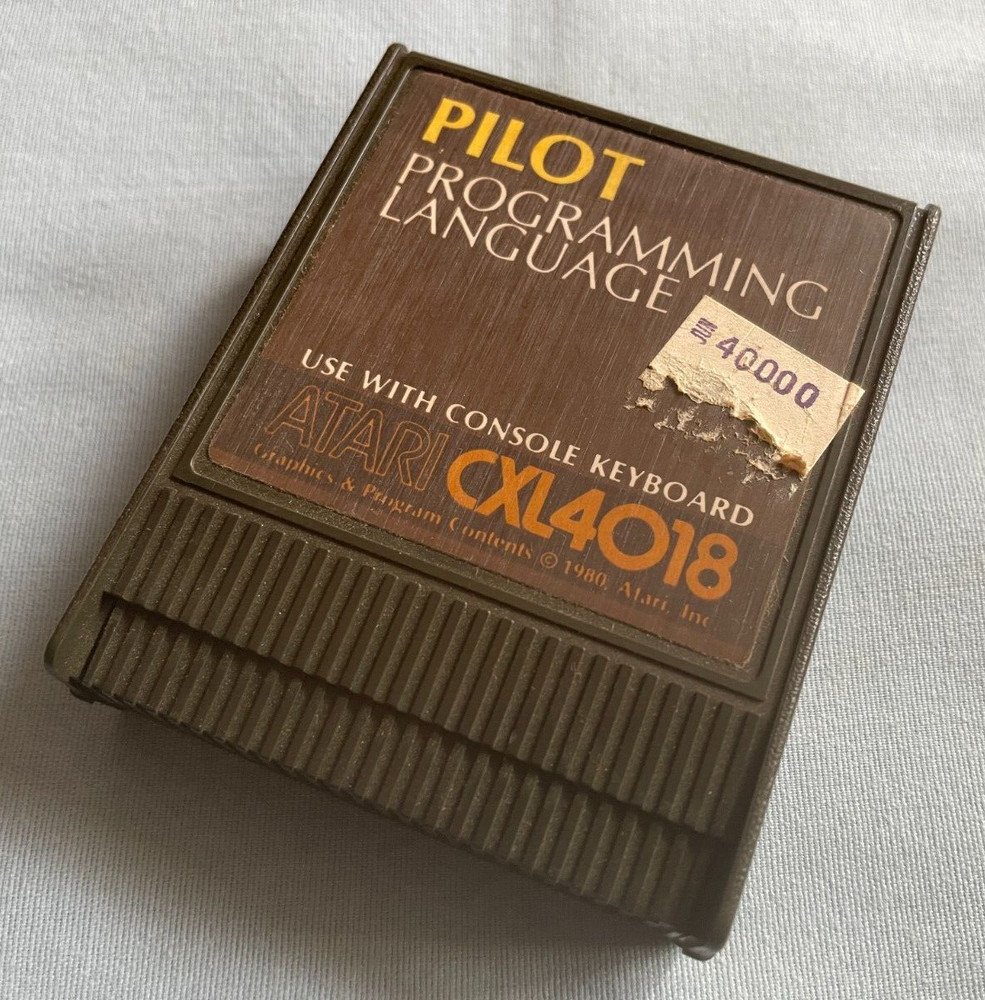 PILOT
PROGRAMMING
LANGUAGE
40000
USE WITH CONSOLE KEYBOARD
ATARI CXL4018
Graphics & Program Contents © 1980, Atari, Inc